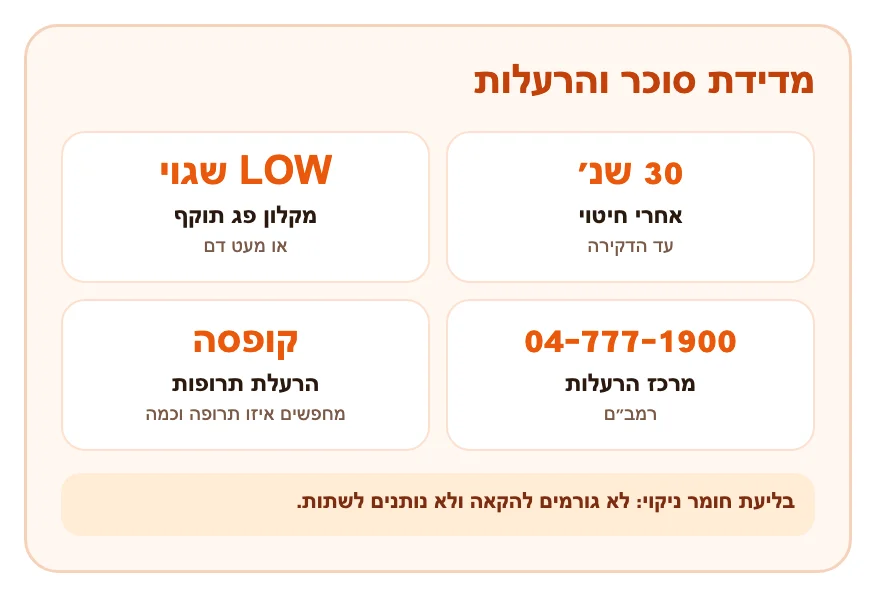 מדידת סוכר והרעלות
30 שנ׳
אחרי חיטוי
עד הדקירה
LOW שגוי
מקלון פג תוקף
או מעט דם
04-777-1900
מרכז הרעלות
רמב״ם
קופסה
הרעלת תרופות
מחפשים איזו תרופה וכמה
בליעת חומר ניקוי: לא גורמים להקאה ולא נותנים לשתות.